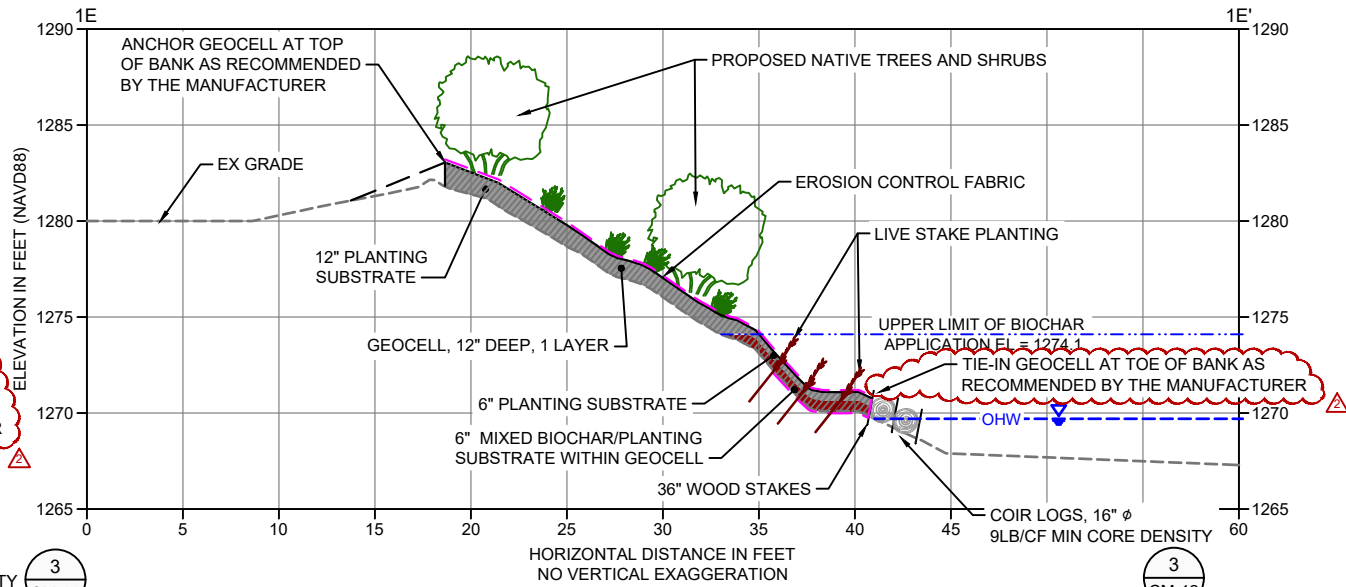 1E
1E'
1290
1290
ANCHOR GEOCELL AT TOP
OF BANK AS RECOMMENDED
BY THE MANUFACTURER
PROPOSED NATIVE TREES AND SHRUBS
1285
1285
ELEVATION IN FEET (NAVD88)
EX GRADE
EROSION CONTROL FABRIC
1280
1280
LIVE STAKE PLANTING
12" PLANTING
SUBSTRATE
1275
1275
UPPER LIMIT OF BIOCHAR
APPLICATION EL = 1274.1
GEOCELL, 12" DEEP, 1 LAYER
TIE-IN GEOCELL AT TOE OF BANK AS
RECOMMENDED BY THE MANUFACTURER
2
6" PLANTING SUBSTRATE
1270
1270
OHW
6" MIXED BIOCHAR/PLANTING
SUBSTRATE WITHIN GEOCELL
2
36" WOOD STAKES
1265
1265
COIR LOGS, 16" ⌀
9LB/CF MIN CORE DENSITY
0 5 10 15 20 25 30 35 40 45 60
HORIZONTAL DISTANCE IN FEET
NO VERTICAL EXAGGERATION
3
3